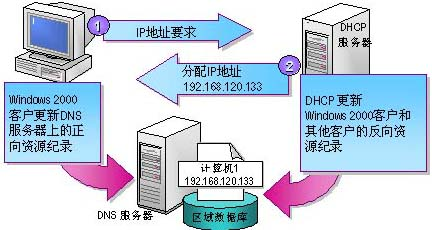 1
IP地址要求
DHCP
服务器
分配IP地址
192.168.120.133
2
Windows 2000
客户更新DNS
服务器上的正
向资源纪录
DHCP 更新
Windows 2000客户和
其他客户的反向资
源纪录
计算机1
192.168.120.133
DNS 服务器
区域数据库